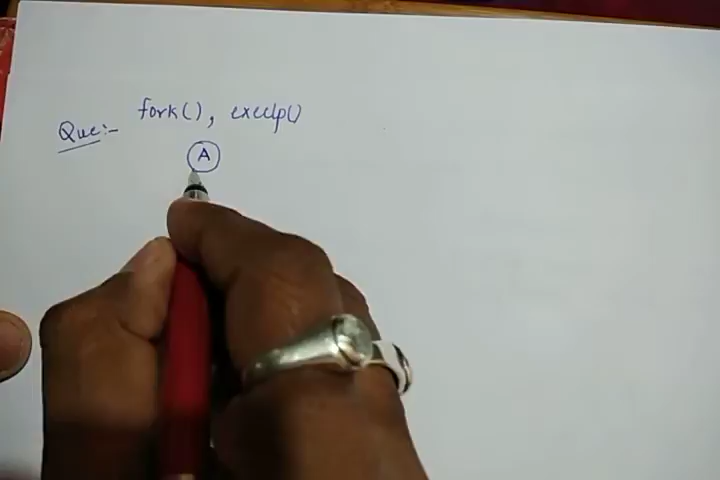 Que:- fork(), execlp()
A